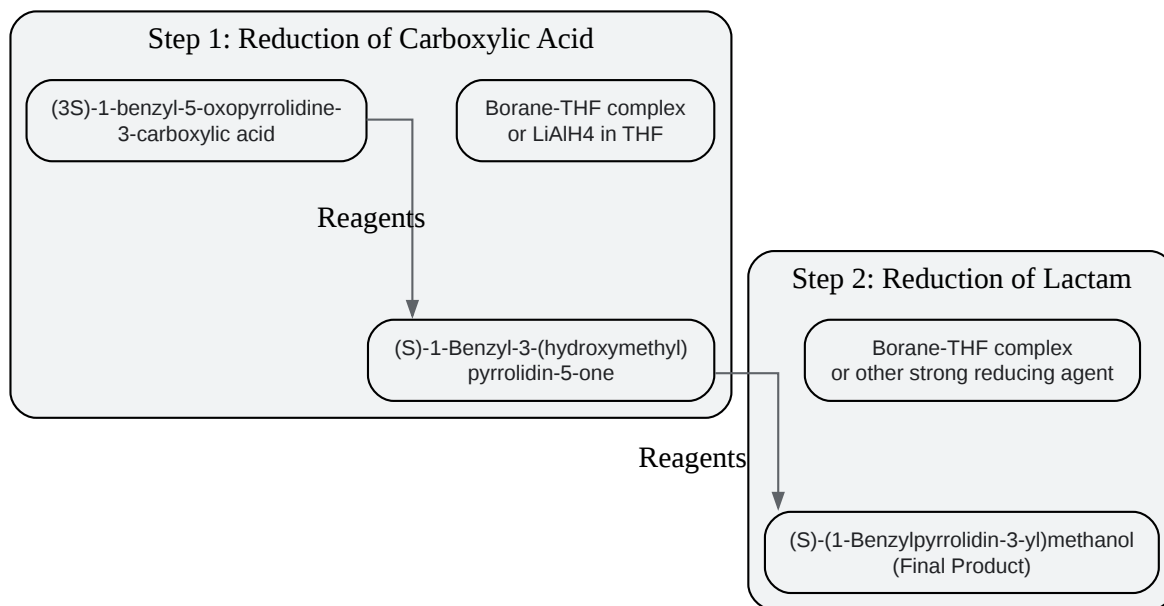 Step 1: Reduction of Carboxylic Acid
(3S)-1-benzyl-5-oxopyrrolidine-
3-carboxylic acid
Borane-THF complex
or LiAlH4 in THF
Reagents
(S)-1-Benzyl-3-(hydroxymethyl)
pyrrolidin-5-one
Step 2: Reduction of Lactam
Borane-THF complex
or other strong reducing agent
Reagents
(S)-(1-Benzylpyrrolidin-3-yl)methanol
(Final Product)